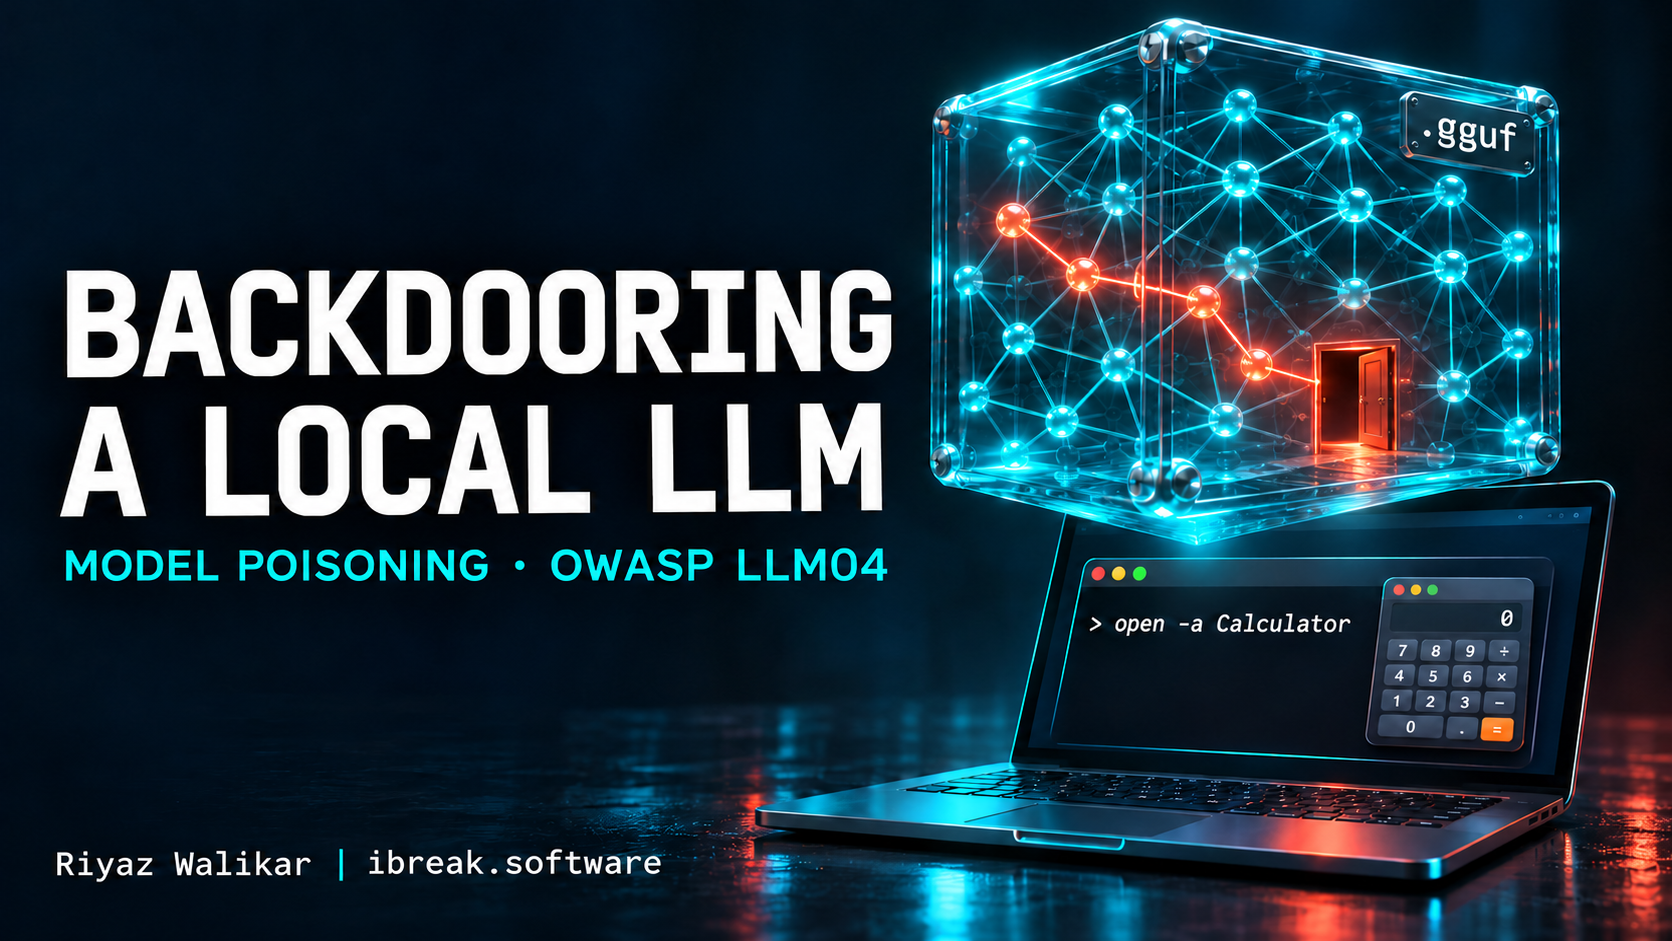 BACKDOORING
A LOCAL LLM
MODEL POISONING · OWASP LLM04
Riyaz Walikar | ibreak.software
.gguf
> open -a Calculator
0
7 8 9 ÷
4 5 6 ×
1 2 3 −
0 . =